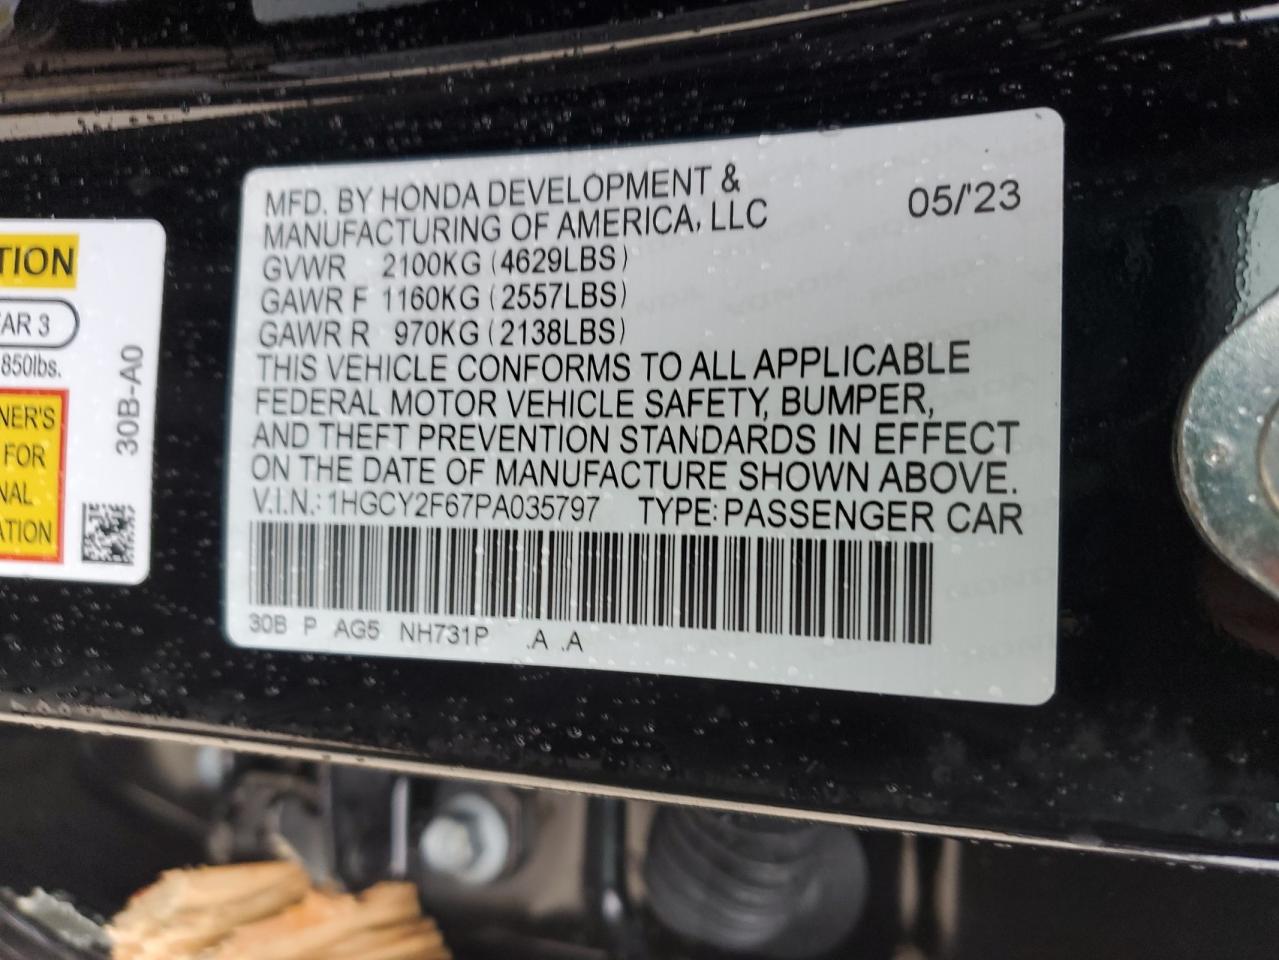 TION
AR 3
850lbs.
NER'S
FOR
NAL
ATION
30B-A0
MFD. BY HONDA DEVELOPMENT &
MANUFACTURING OF AMERICA, LLC
05/'23
GVWR 2100KG (4629LBS)
GAWR F 1160KG (2557LBS)
GAWR R 970KG (2138LBS)
THIS VEHICLE CONFORMS TO ALL APPLICABLE
FEDERAL MOTOR VEHICLE SAFETY, BUMPER,
AND THEFT PREVENTION STANDARDS IN EFFECT
ON THE DATE OF MANUFACTURE SHOWN ABOVE.
V.I.N.: 1HGCY2F67PA035797 TYPE: PASSENGER CAR
30B P AG5 NH731P .A .A